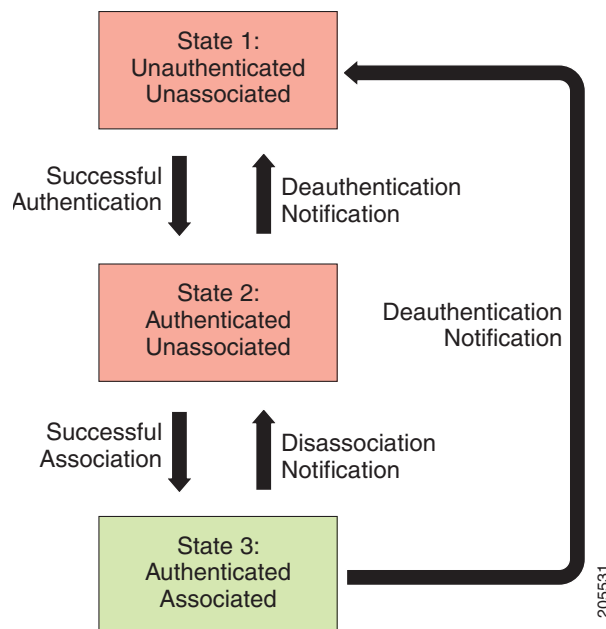 State 1:
Unauthenticated
Unassociated
Successful
Authentication
Deauthentication
Notification
State 2:
Authenticated
Unassociated
Deauthentication
Notification
Successful
Association
Disassociation
Notification
State 3:
Authenticated
Associated
205531